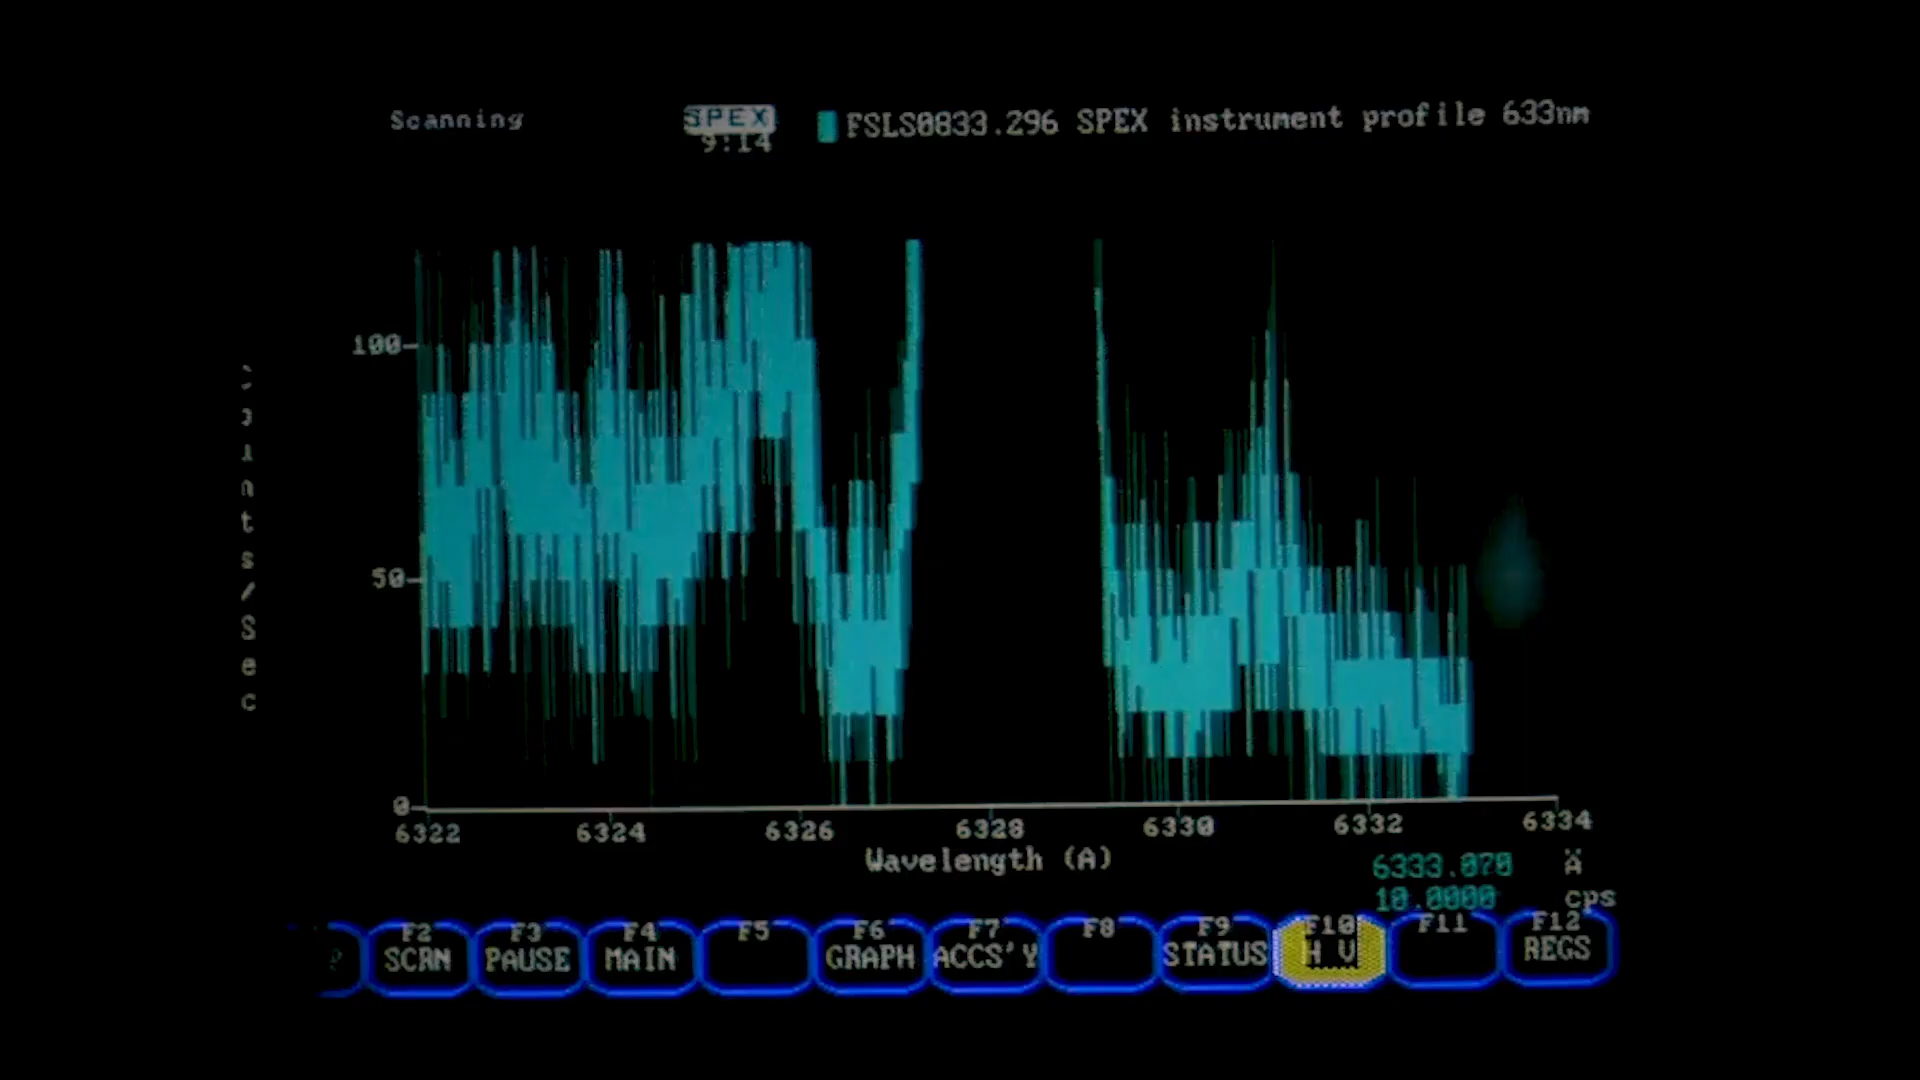 Scanning
SPEX
9:14
FSLS0833.296 SPEX instrument profile 633nm
100
50
0
ints/Sec
6322 6324 6326 6328 6330 6332 6334
Wavelength (A)
6333.070 Å
10.0000 cps
F2 F3 F4 F5 F6 F7 F8 F9 F10 F11 F12
SCRN PAUSE MAIN GRAPH ACCS'Y STATUS H V REGS